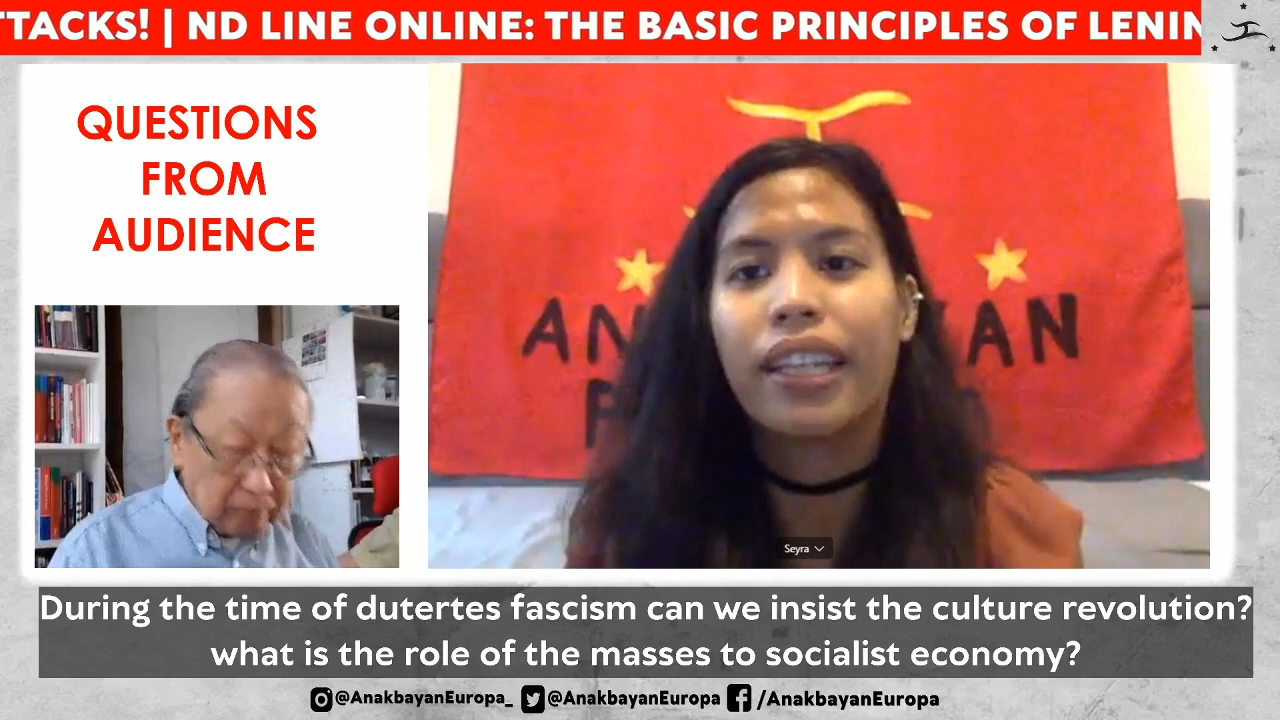 TTACKS! | ND LINE ONLINE: THE BASIC PRINCIPLES OF LENIN
QUESTIONS
FROM
AUDIENCE
Seyra
During the time of dutertes fascism can we insist the culture revolution?
what is the role of the masses to socialist economy?
@AnakbayanEuropa_ @AnakbayanEuropa /AnakbayanEuropa